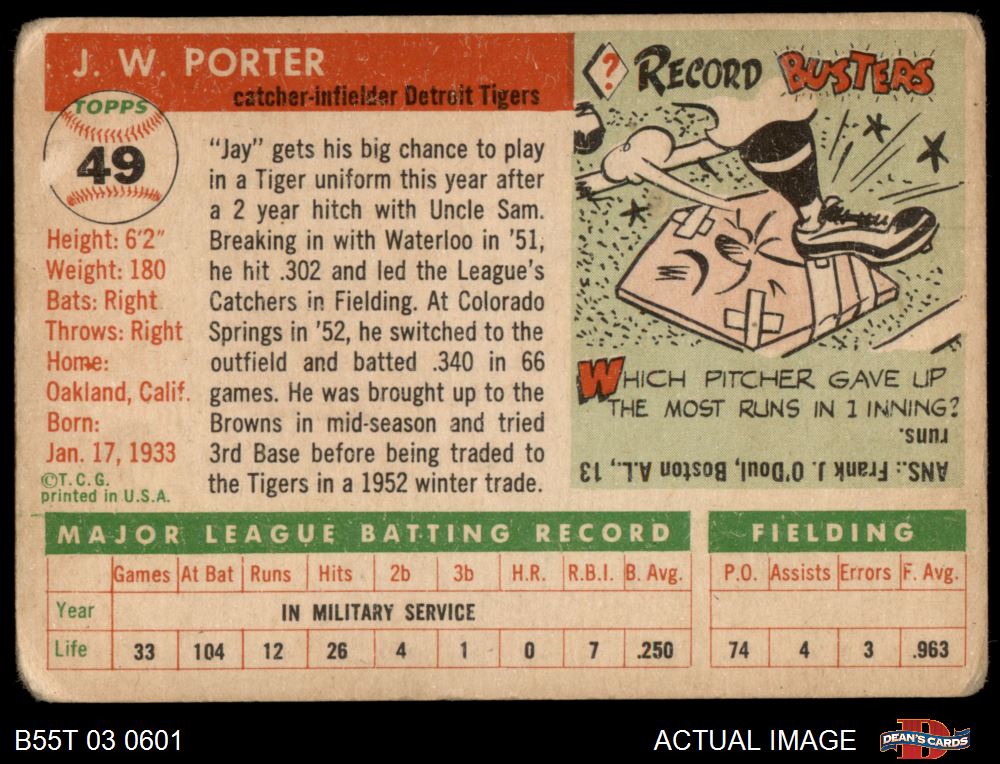 J. W. PORTER
catcher-infielder Detroit Tigers
TOPPS
49
Height: 6'2"
Weight: 180
Bats: Right
Throws: Right
Home:
Oakland, Calif.
Born:
Jan. 17, 1933
©T.C.G.
printed in U.S.A.
"Jay" gets his big chance to play
in a Tiger uniform this year after
a 2 year hitch with Uncle Sam.
Breaking in with Waterloo in '51,
he hit .302 and led the League's
Catchers in Fielding. At Colorado
Springs in '52, he switched to the
outfield and batted .340 in 66
games. He was brought up to the
Browns in mid-season and tried
3rd Base before being traded to
the Tigers in a 1952 winter trade.
? RECORD BUSTERS
WHICH PITCHER GAVE UP
THE MOST RUNS IN 1 INNING?
ANS.: Frank J. O'Doul, Boston A.L., 13
runs.
MAJOR LEAGUE BATTING RECORD FIELDING
Games At Bat Runs Hits 2b 3b H.R. R.B.I. B. Avg. P.O. Assists Errors F. Avg.
Year IN MILITARY SERVICE
Life 33 104 12 26 4 1 0 7 .250 74 4 3 .963
B55T 03 0601 ACTUAL IMAGE D DEAN'S CARDS